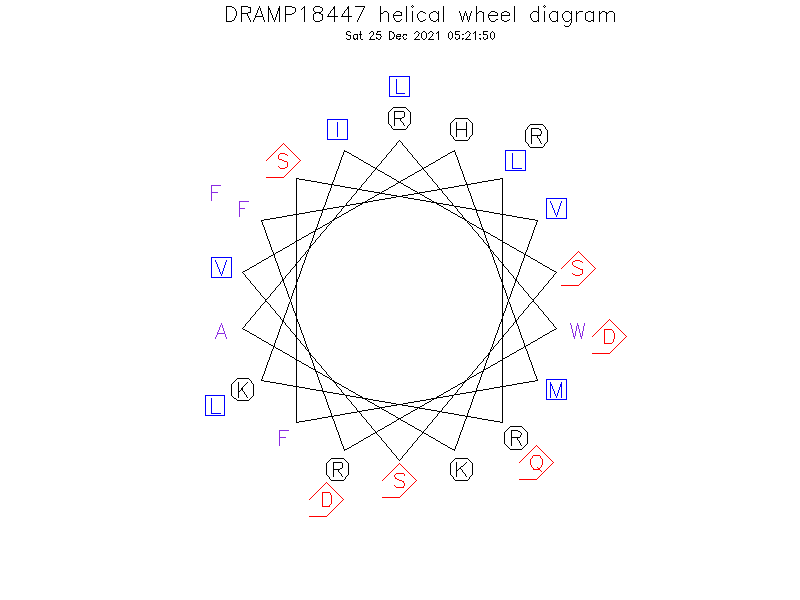 DRAMP18447 helical wheel diagram
Sat 25 Dec 2021 05:21:50
L
R
I
H
R
S
L
F
F
V
V
S
A
W
D
K
M
L
F
R
Q
R
K
S
D